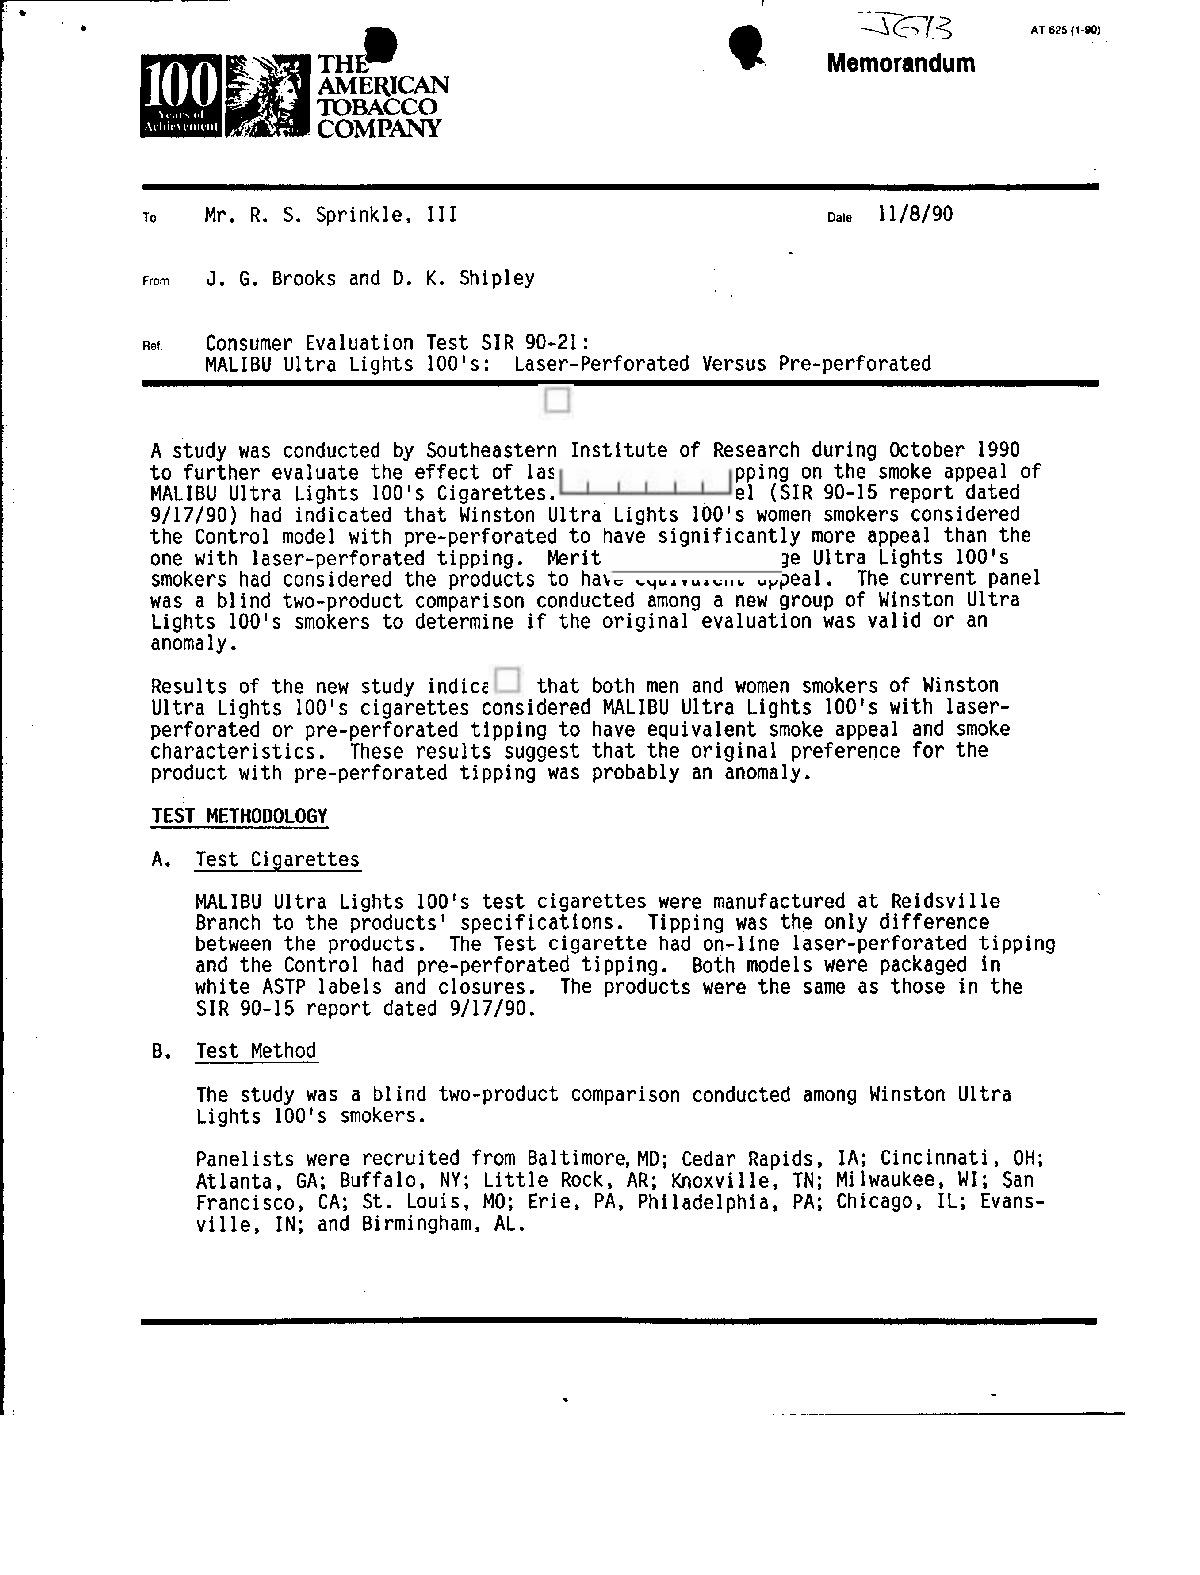 AT 625 (1-90)
Memorandum
100
Years of
Achievement
THE
AMERICAN
TOBACCO
COMPANY
To Mr. R. S. Sprinkle, III Date 11/8/90
From J. G. Brooks and D. K. Shipley
Ref. Consumer Evaluation Test SIR 90-21:
MALIBU Ultra Lights 100's: Laser-Perforated Versus Pre-perforated
A study was conducted by Southeastern Institute of Research during October 1990
to further evaluate the effect of las pping on the smoke appeal of
MALIBU Ultra Lights 100's Cigarettes. el (SIR 90-15 report dated
9/17/90) had indicated that Winston Ultra Lights 100's women smokers considered
the Control model with pre-perforated to have significantly more appeal than the
one with laser-perforated tipping. Merit ge Ultra Lights 100's
smokers had considered the products to have peal. The current panel
was a blind two-product comparison conducted among a new group of Winston Ultra
Lights 100's smokers to determine if the original evaluation was valid or an
anomaly.
Results of the new study indica that both men and women smokers of Winston
Ultra Lights 100's cigarettes considered MALIBU Ultra Lights 100's with laser-
perforated or pre-perforated tipping to have equivalent smoke appeal and smoke
characteristics. These results suggest that the original preference for the
product with pre-perforated tipping was probably an anomaly.
TEST METHODOLOGY
A. Test Cigarettes
MALIBU Ultra Lights 100's test cigarettes were manufactured at Reidsville
Branch to the products' specifications. Tipping was the only difference
between the products. The Test cigarette had on-line laser-perforated tipping
and the Control had pre-perforated tipping. Both models were packaged in
white ASTP labels and closures. The products were the same as those in the
SIR 90-15 report dated 9/17/90.
B. Test Method
The study was a blind two-product comparison conducted among Winston Ultra
Lights 100's smokers.
Panelists were recruited from Baltimore, MD; Cedar Rapids, IA; Cincinnati, OH;
Atlanta, GA; Buffalo, NY; Little Rock, AR; Knoxville, TN; Milwaukee, WI; San
Francisco, CA; St. Louis, MO; Erie, PA, Philadelphia, PA; Chicago, IL; Evans-
ville, IN; and Birmingham, AL.